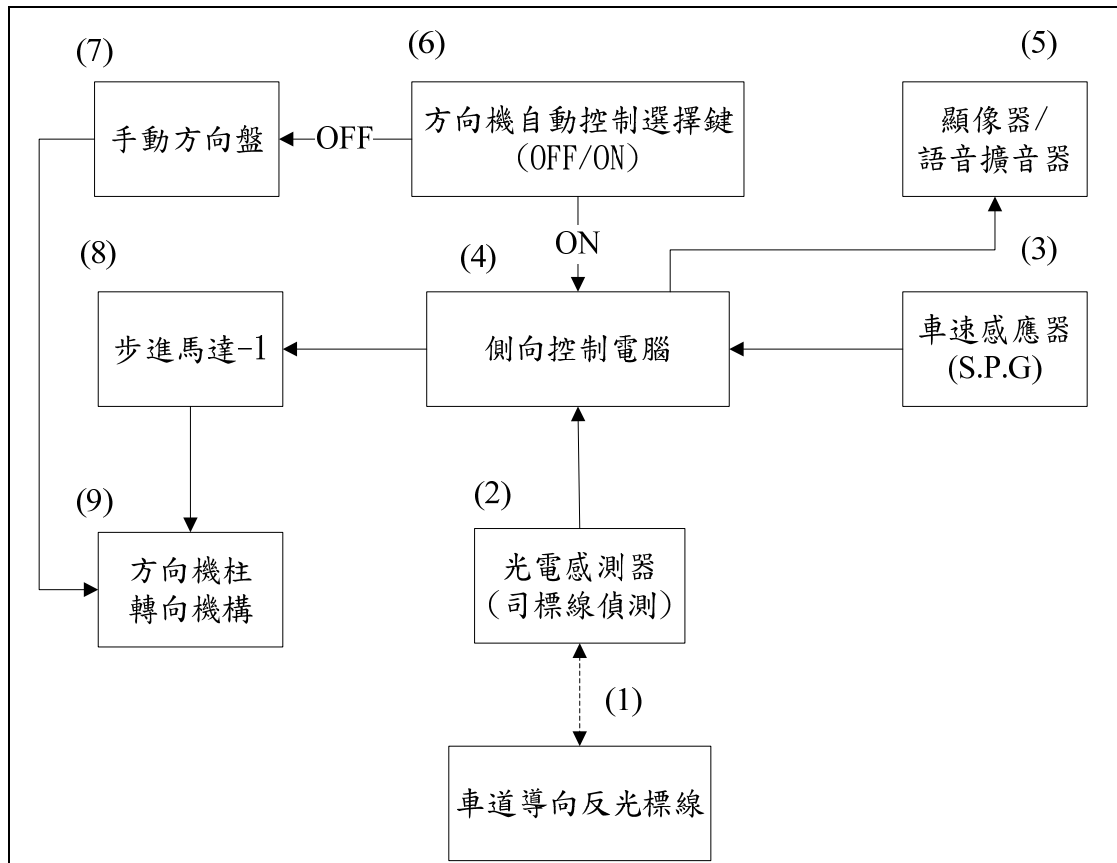 (7)
(6)
(5)
手動方向盤
OFF
方向機自動控制選擇鍵
(OFF/ON)
顯像器/
語音擴音器
ON
(8)
(4)
(3)
步進馬達-1
側向控制電腦
車速感應器
(S.P.G)
(9)
(2)
方向機柱
轉向機構
光電感測器
(司標線偵測)
(1)
車道導向反光標線